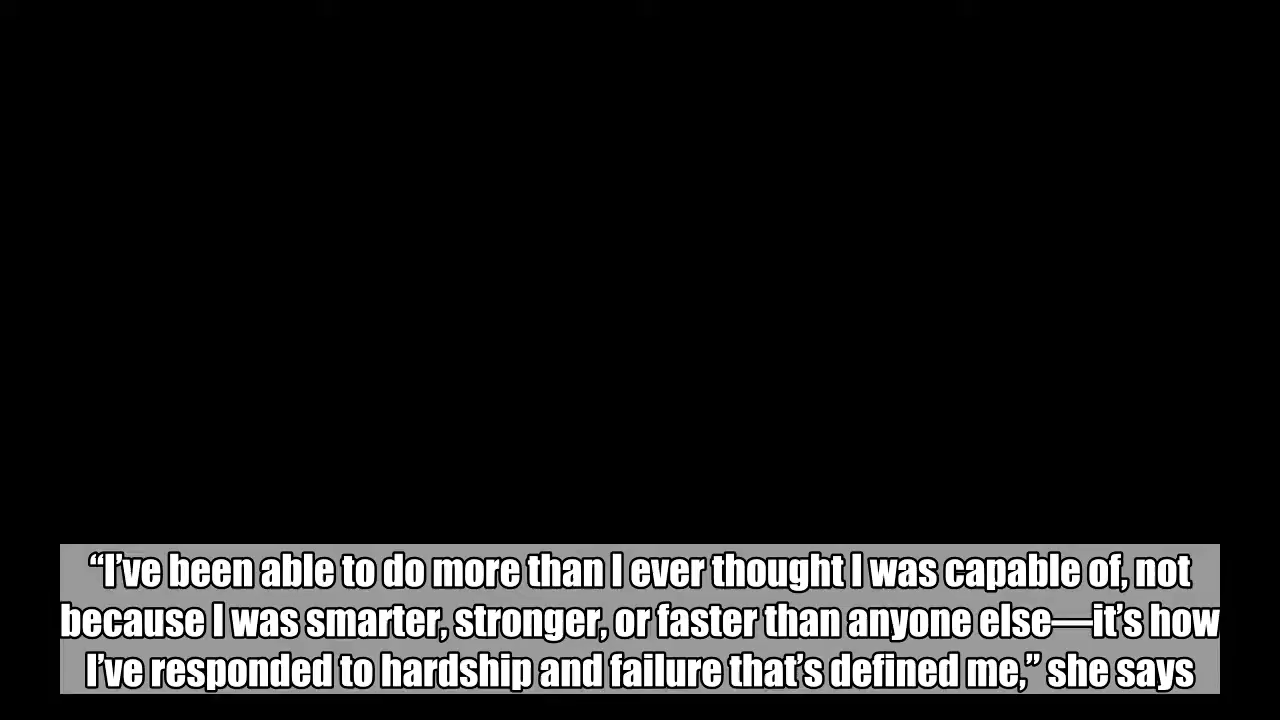 “I’ve been able to do more than I ever thought I was capable of, not
because I was smarter, stronger, or faster than anyone else—it’s how
I’ve responded to hardship and failure that’s defined me,” she says